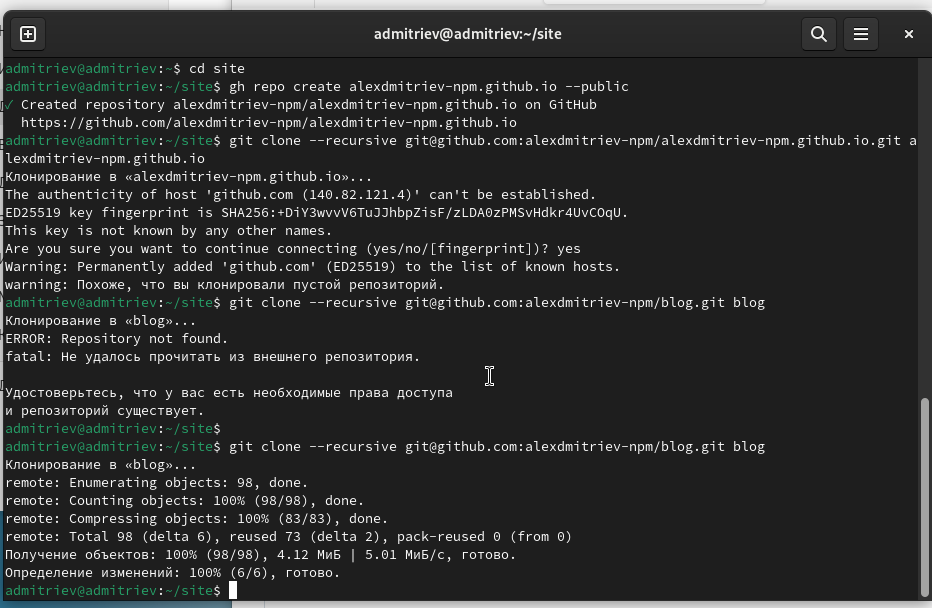 admitriev@admitriev:~/site
admitriev@admitriev:~$ cd site
admitriev@admitriev:~/site$ gh repo create alexdmitriev-npm.github.io --public
✓ Created repository alexdmitriev-npm/alexdmitriev-npm.github.io on GitHub
  https://github.com/alexdmitriev-npm/alexdmitriev-npm.github.io
admitriev@admitriev:~/site$ git clone --recursive git@github.com:alexdmitriev-npm/alexdmitriev-npm.github.io.git a
lexdmitriev-npm.github.io
Клонирование в «alexdmitriev-npm.github.io»...
The authenticity of host 'github.com (140.82.121.4)' can't be established.
ED25519 key fingerprint is SHA256:+DiY3wvvV6TuJJhbpZisF/zLDA0zPMSvHdkr4UvCOqU.
This key is not known by any other names.
Are you sure you want to continue connecting (yes/no/[fingerprint])? yes
Warning: Permanently added 'github.com' (ED25519) to the list of known hosts.
warning: Похоже, что вы клонировали пустой репозиторий.
admitriev@admitriev:~/site$ git clone --recursive git@github.com:alexdmitriev-npm/blog.git blog
Клонирование в «blog»...
ERROR: Repository not found.
fatal: Не удалось прочитать из внешнего репозитория.

Удостоверьтесь, что у вас есть необходимые права доступа
и репозиторий существует.
admitriev@admitriev:~/site$
admitriev@admitriev:~/site$ git clone --recursive git@github.com:alexdmitriev-npm/blog.git blog
Клонирование в «blog»...
remote: Enumerating objects: 98, done.
remote: Counting objects: 100% (98/98), done.
remote: Compressing objects: 100% (83/83), done.
remote: Total 98 (delta 6), reused 73 (delta 2), pack-reused 0 (from 0)
Получение объектов: 100% (98/98), 4.12 МиБ | 5.01 МиБ/с, готово.
Определение изменений: 100% (6/6), готово.
admitriev@admitriev:~/site$